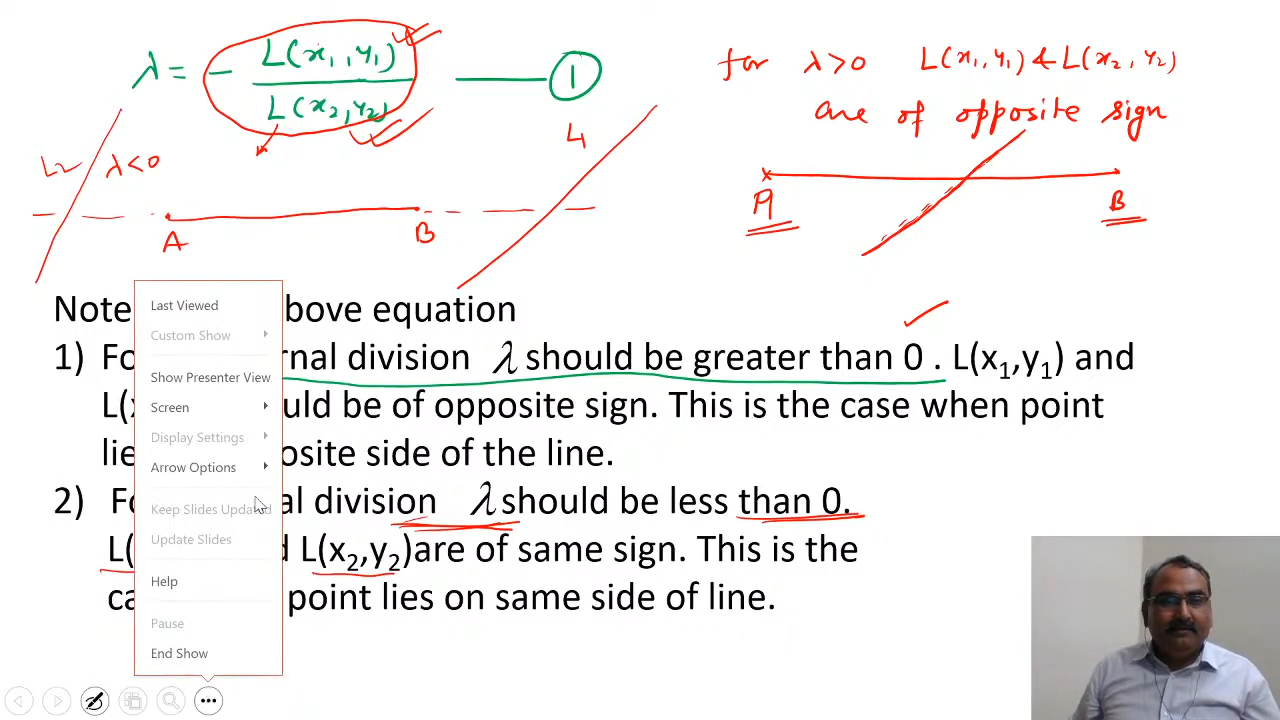 λ = - L(x1,y1) / L(x2,y2) ——— 1
for λ>0 L(x1,y1) & L(x2,y2)
are of opposite sign
L2 λ<0
A B
A B
Note bove equation
1) Fo rnal division λ should be greater than 0 . L(x1,y1) and
L(x uld be of opposite sign. This is the case when point
lie osite side of the line.
2) Fo al division λ should be less than 0.
L( d L(x2,y2)are of same sign. This is the
ca point lies on same side of line.
Last Viewed
Custom Show
Show Presenter View
Screen
Display Settings
Arrow Options
Keep Slides Updated
Update Slides
Help
Pause
End Show